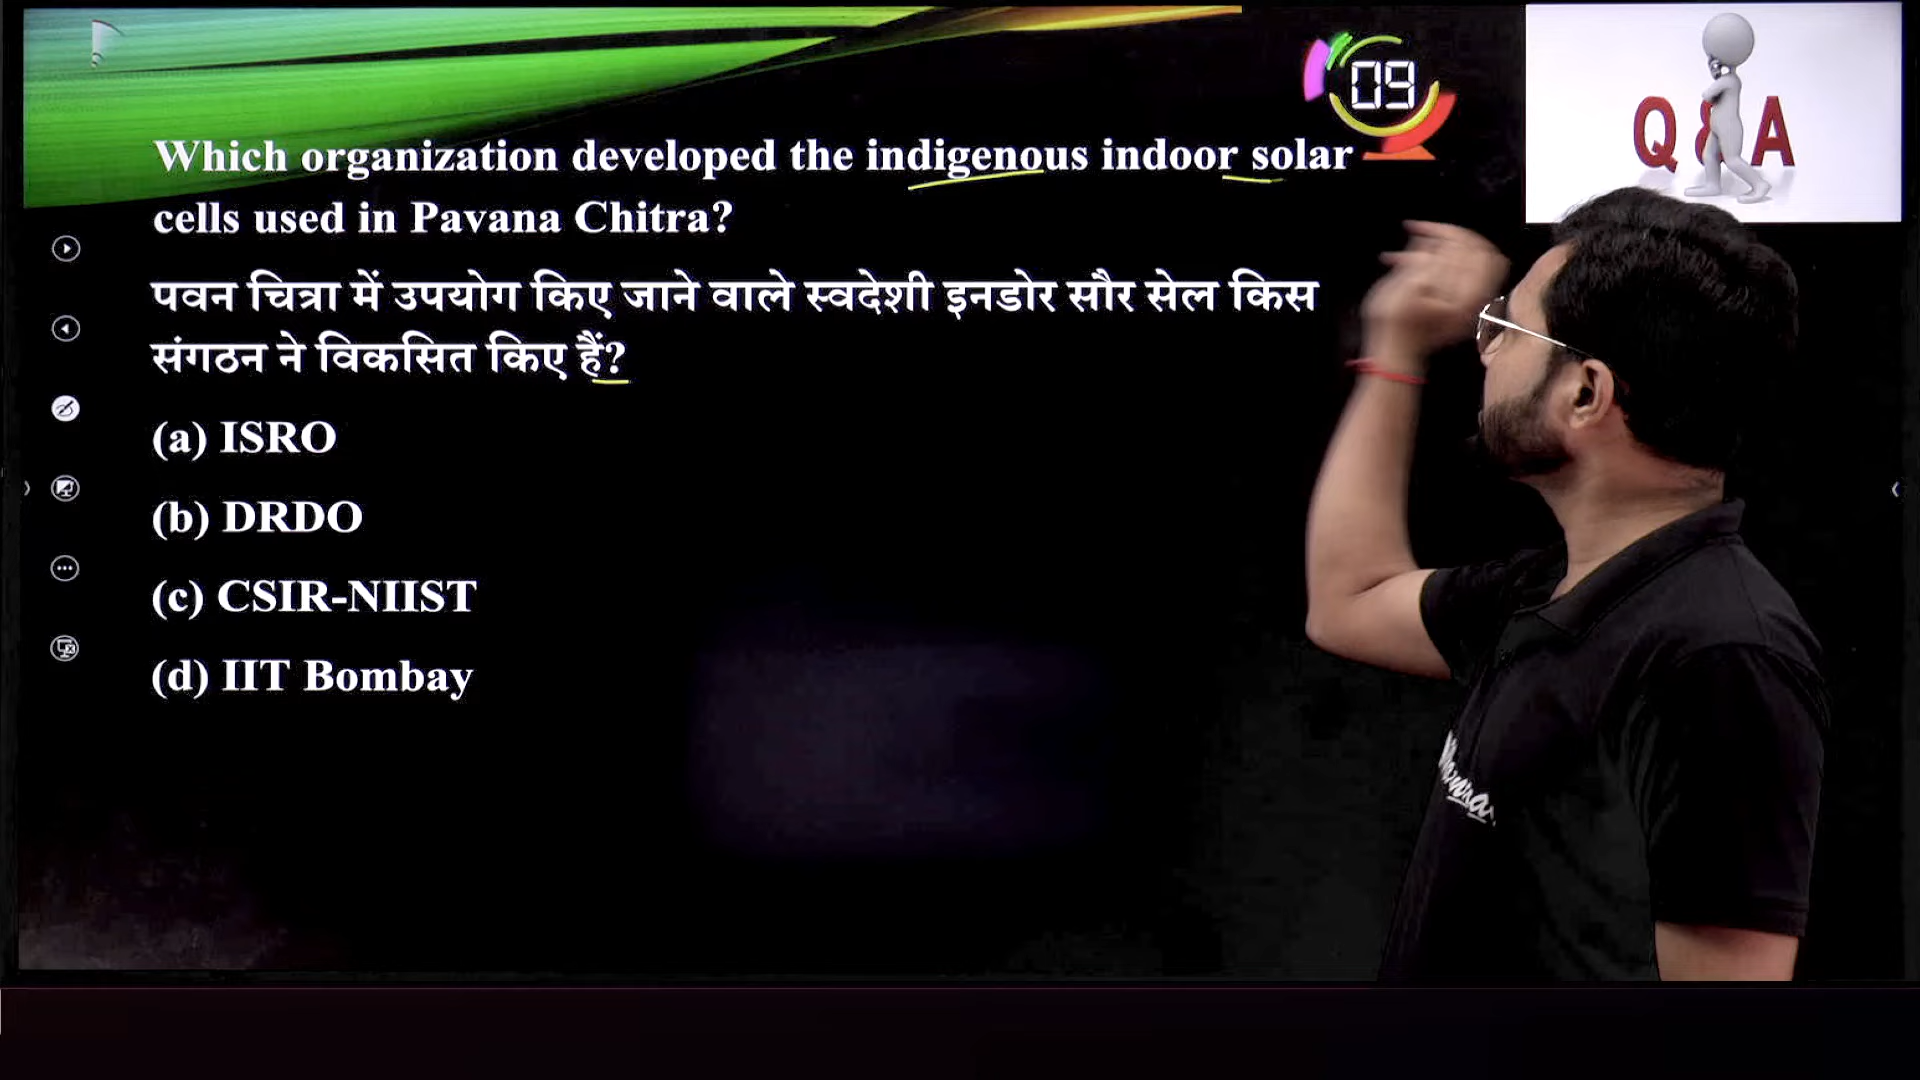 Which organization developed the indigenous indoor solar
cells used in Pavana Chitra?
पवन चित्रा में उपयोग किए जाने वाले स्वदेशी इनडोर सौर सेल किस
संगठन ने विकसित किए हैं?
(a) ISRO
(b) DRDO
(c) CSIR-NIIST
(d) IIT Bombay
09
Q & A